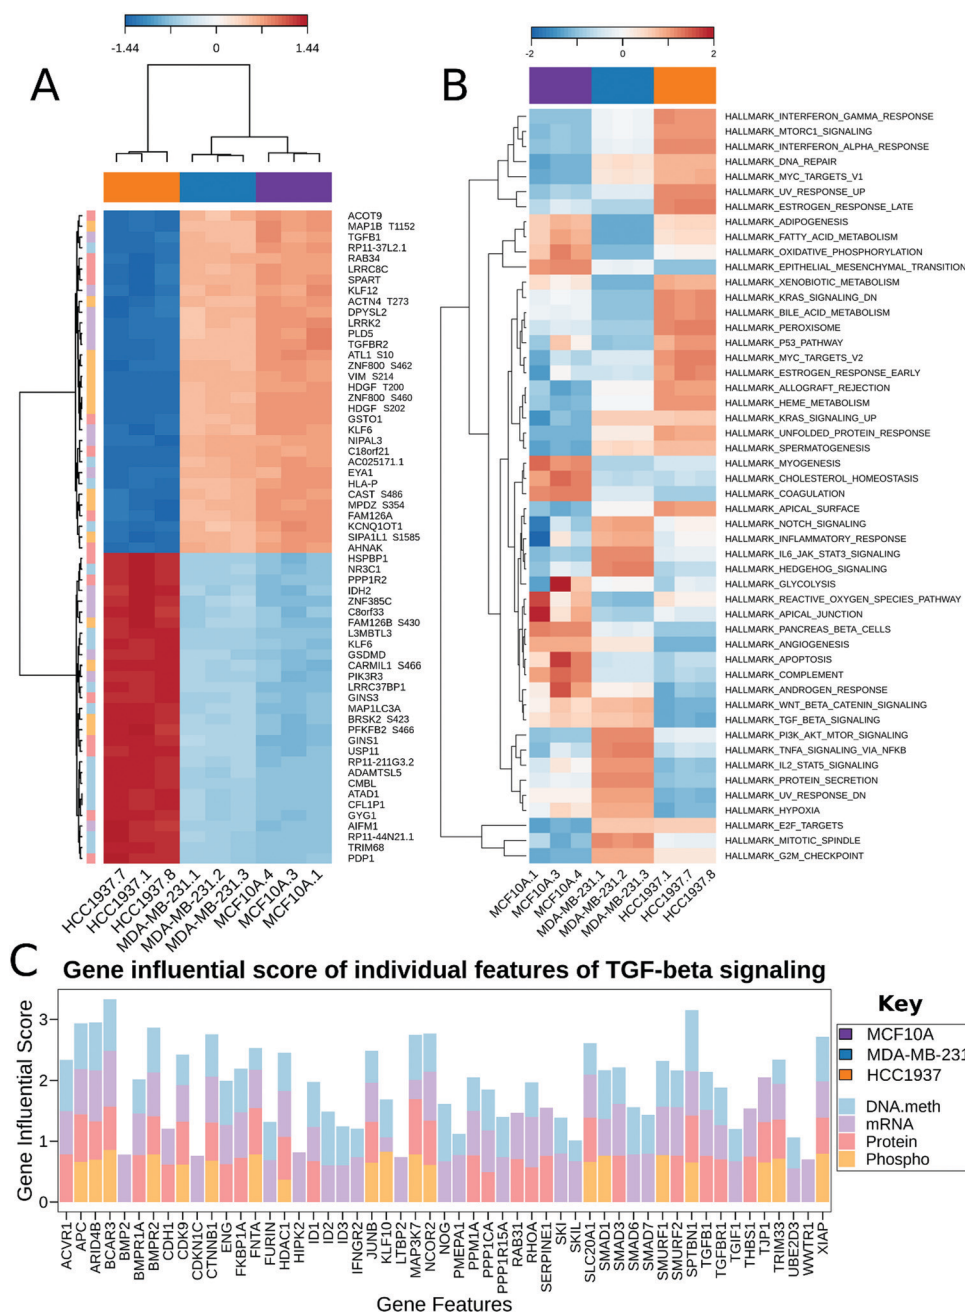 -1.44 0 1.44
A
ACOT9
MAP1B T1152
TGFB1
RP11-37L2.1
RAB34
LRRC8C
SPART
KLF12
ACTN4 T273
DPYSL2
LRRK2
PLD5
TGFBR2
ATL1 S10
ZNF800 S462
VIM S214
HDGF T200
ZNF800 S460
HDGF S202
GSTO1
KLF6
NIPAL3
C18orf21
AC025171.1
EYA1
HLA-P
CAST S486
MPDZ S354
FAM126A
KCNQ1OT1
SIPA1L1 S1585
AHNAK
HSPBP1
NR3C1
PPP1R2
IDH2
ZNF385C
C8orf33
FAM126B S430
L3MBTL3
KLF6
GSDMD
CARMIL1 S466
PIK3R3
LRRC37BP1
GINS3
MAP1LC3A
BRSK2 S423
PFKFB2 S466
GINS1
USP11
RP11-211G3.2
ADAMTSL5
CMBL
ATAD1
CFL1P1
GYG1
AIFM1
RP11-44N21.1
TRIM68
PDP1
HCC1937.7
HCC1937.1
HCC1937.8
MDA-MB-231.1
MDA-MB-231.2
MDA-MB-231.3
MCF10A.4
MCF10A.3
MCF10A.1
-2 0 2
B
HALLMARK_INTERFERON_GAMMA_RESPONSE
HALLMARK_MTORC1_SIGNALING
HALLMARK_INTERFERON_ALPHA_RESPONSE
HALLMARK_DNA_REPAIR
HALLMARK_MYC_TARGETS_V1
HALLMARK_UV_RESPONSE_UP
HALLMARK_ESTROGEN_RESPONSE_LATE
HALLMARK_ADIPOGENESIS
HALLMARK_FATTY_ACID_METABOLISM
HALLMARK_OXIDATIVE_PHOSPHORYLATION
HALLMARK_EPITHELIAL_MESENCHYMAL_TRANSITION
HALLMARK_XENOBIOTIC_METABOLISM
HALLMARK_KRAS_SIGNALING_DN
HALLMARK_BILE_ACID_METABOLISM
HALLMARK_PEROXISOME
HALLMARK_P53_PATHWAY
HALLMARK_MYC_TARGETS_V2
HALLMARK_ESTROGEN_RESPONSE_EARLY
HALLMARK_ALLOGRAFT_REJECTION
HALLMARK_HEME_METABOLISM
HALLMARK_KRAS_SIGNALING_UP
HALLMARK_UNFOLDED_PROTEIN_RESPONSE
HALLMARK_SPERMATOGENESIS
HALLMARK_MYOGENESIS
HALLMARK_CHOLESTEROL_HOMEOSTASIS
HALLMARK_COAGULATION
HALLMARK_APICAL_SURFACE
HALLMARK_NOTCH_SIGNALING
HALLMARK_INFLAMMATORY_RESPONSE
HALLMARK_IL6_JAK_STAT3_SIGNALING
HALLMARK_HEDGEHOG_SIGNALING
HALLMARK_GLYCOLYSIS
HALLMARK_REACTIVE_OXYGEN_SPECIES_PATHWAY
HALLMARK_APICAL_JUNCTION
HALLMARK_PANCREAS_BETA_CELLS
HALLMARK_ANGIOGENESIS
HALLMARK_APOPTOSIS
HALLMARK_COMPLEMENT
HALLMARK_ANDROGEN_RESPONSE
HALLMARK_WNT_BETA_CATENIN_SIGNALING
HALLMARK_TGF_BETA_SIGNALING
HALLMARK_PI3K_AKT_MTOR_SIGNALING
HALLMARK_TNFA_SIGNALING_VIA_NFKB
HALLMARK_IL2_STAT5_SIGNALING
HALLMARK_PROTEIN_SECRETION
HALLMARK_UV_RESPONSE_DN
HALLMARK_HYPOXIA
HALLMARK_E2F_TARGETS
HALLMARK_MITOTIC_SPINDLE
HALLMARK_G2M_CHECKPOINT
MCF10A.1
MCF10A.3
MCF10A.4
MDA-MB-231.1
MDA-MB-231.2
MDA-MB-231.3
HCC1937.1
HCC1937.7
HCC1937.8
C
Gene influential score of individual features of TGF-beta signaling
Gene Influential Score
3
2
1
0
ACVR1
APC
ARID4B
BCAR3
BMP2
BMPR1A
BMPR2
CDH1
CDK9
CDKN1C
CTNNB1
ENG
FKBP1A
FNTA
FURIN
HDAC1
HIPK2
ID1
ID2
ID3
IFNGR2
JUNB
KLF10
LTBP2
MAP3K7
NCOR2
NOG
PMEPA1
PPM1A
PPP1CA
PPP1R15A
RAB31
RHOA
SERPINE1
SKI
SKIL
SLC20A1
SMAD1
SMAD3
SMAD6
SMAD7
SMURF1
SMURF2
SPTBN1
TGFB1
TGFBR1
TGIF1
THBS1
TJP1
TRIM33
UBE2D3
WWTR1
XIAP
Gene Features
Key
MCF10A
MDA-MB-231
HCC1937
DNA.meth
mRNA
Protein
Phospho